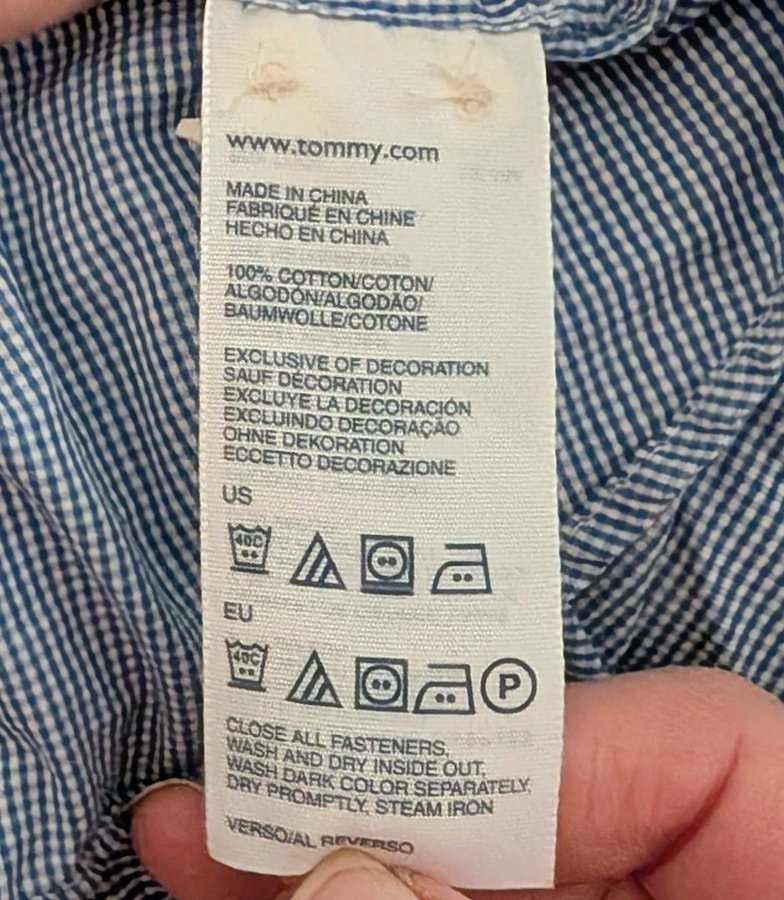 www.tommy.com
MADE IN CHINA
FABRIQUÉ EN CHINE
HECHO EN CHINA
100% COTTON/COTON/
ALGODÓN/ALGODÃO/
BAUMWOLLE/COTONE
EXCLUSIVE OF DECORATION
SAUF DÉCORATION
EXCLUYE LA DECORACIÓN
EXCLUINDO DECORAÇÃO
OHNE DEKORATION
ECCETTO DECORAZIONE
US
40C
EU
40C P
CLOSE ALL FASTENERS,
WASH AND DRY INSIDE OUT.
WASH DARK COLOR SEPARATELY,
DRY PROMPTLY, STEAM IRON
VERSO/AL REVERSO